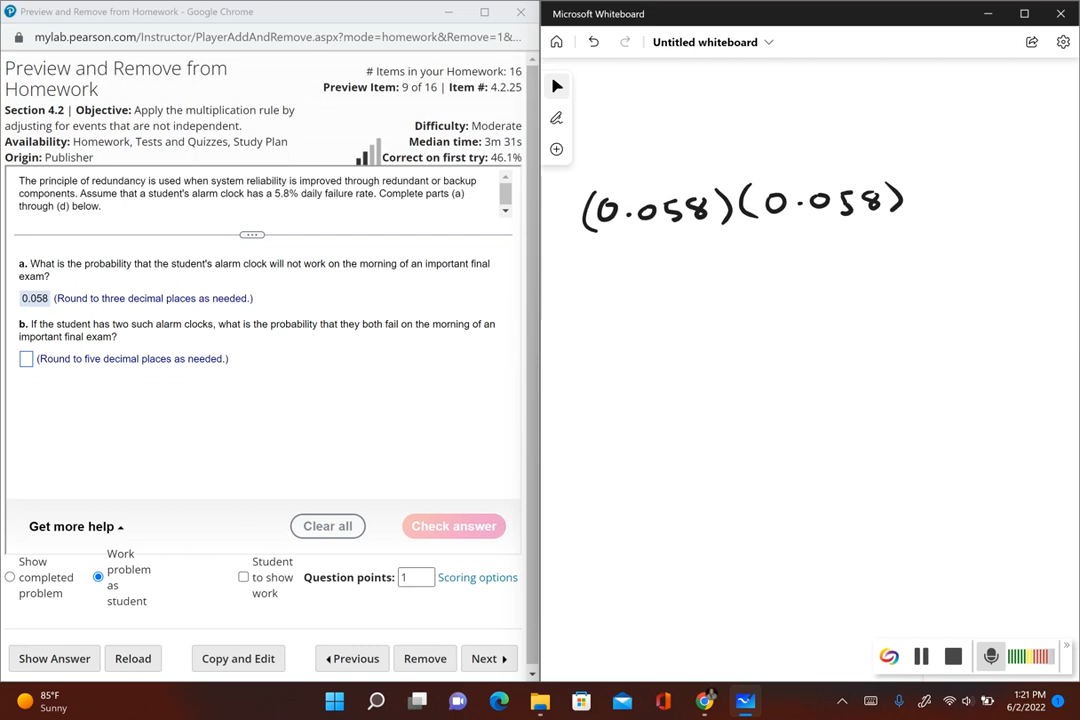 Preview and Remove from Homework - Google Chrome
mylab.pearson.com/Instructor/PlayerAddAndRemove.aspx?mode=homework&Remove=1&...
Preview and Remove from
Homework
# Items in your Homework: 16
Preview Item: 9 of 16 | Item #: 4.2.25
Section 4.2 | Objective: Apply the multiplication rule by
adjusting for events that are not independent.
Availability: Homework, Tests and Quizzes, Study Plan
Origin: Publisher
Difficulty: Moderate
Median time: 3m 31s
Correct on first try: 46.1%
The principle of redundancy is used when system reliability is improved through redundant or backup
components. Assume that a student's alarm clock has a 5.8% daily failure rate. Complete parts (a)
through (d) below.
a. What is the probability that the student's alarm clock will not work on the morning of an important final
exam?
0.058 (Round to three decimal places as needed.)
b. If the student has two such alarm clocks, what is the probability that they both fail on the morning of an
important final exam?
(Round to five decimal places as needed.)
Get more help
Clear all
Check answer
Show
completed
problem
Work
problem
as
student
Student
to show
work
Question points: 1 Scoring options
Show Answer
Reload
Copy and Edit
Previous
Remove
Next
Microsoft Whiteboard
Untitled whiteboard
(0.058)(0.058)
85°F
Sunny
1:21 PM
6/2/2022
1